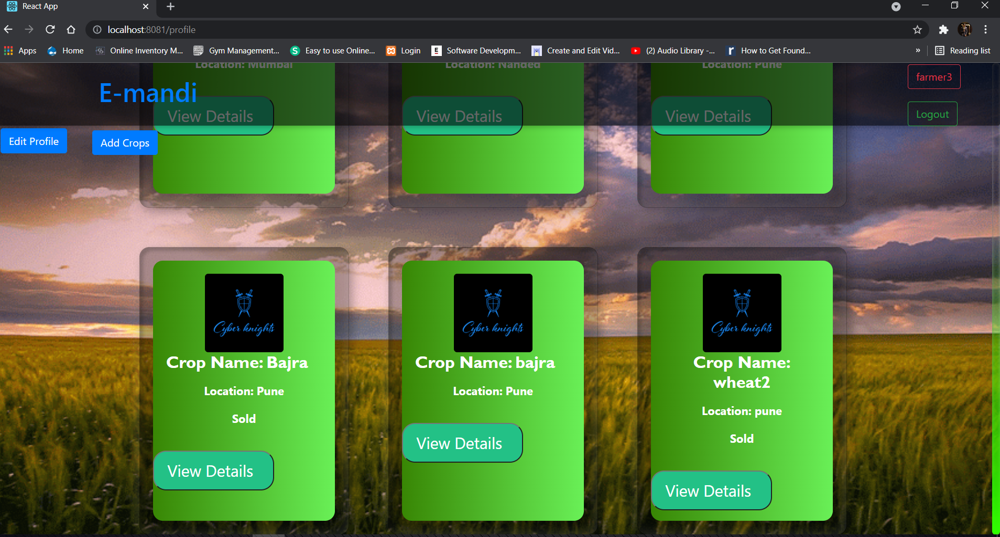 React App
localhost:8081/profile
Apps
Home
Online Inventory M...
Gym Management...
Easy to use Online...
Login
Software Developm...
Create and Edit Vid...
(2) Audio Library -...
How to Get Found...
»
Reading list
Location: Mumbai
Location: Nanded
Location: Pune
farmer3
E-mandi
View Details
View Details
View Details
Logout
Edit Profile
Add Crops
Cyber knights
Crop Name: Bajra
Location: Pune
Sold
View Details
Cyber knights
Crop Name: bajra
Location: Pune
View Details
Cyber knights
Crop Name:
wheat2
Location: pune
Sold
View Details